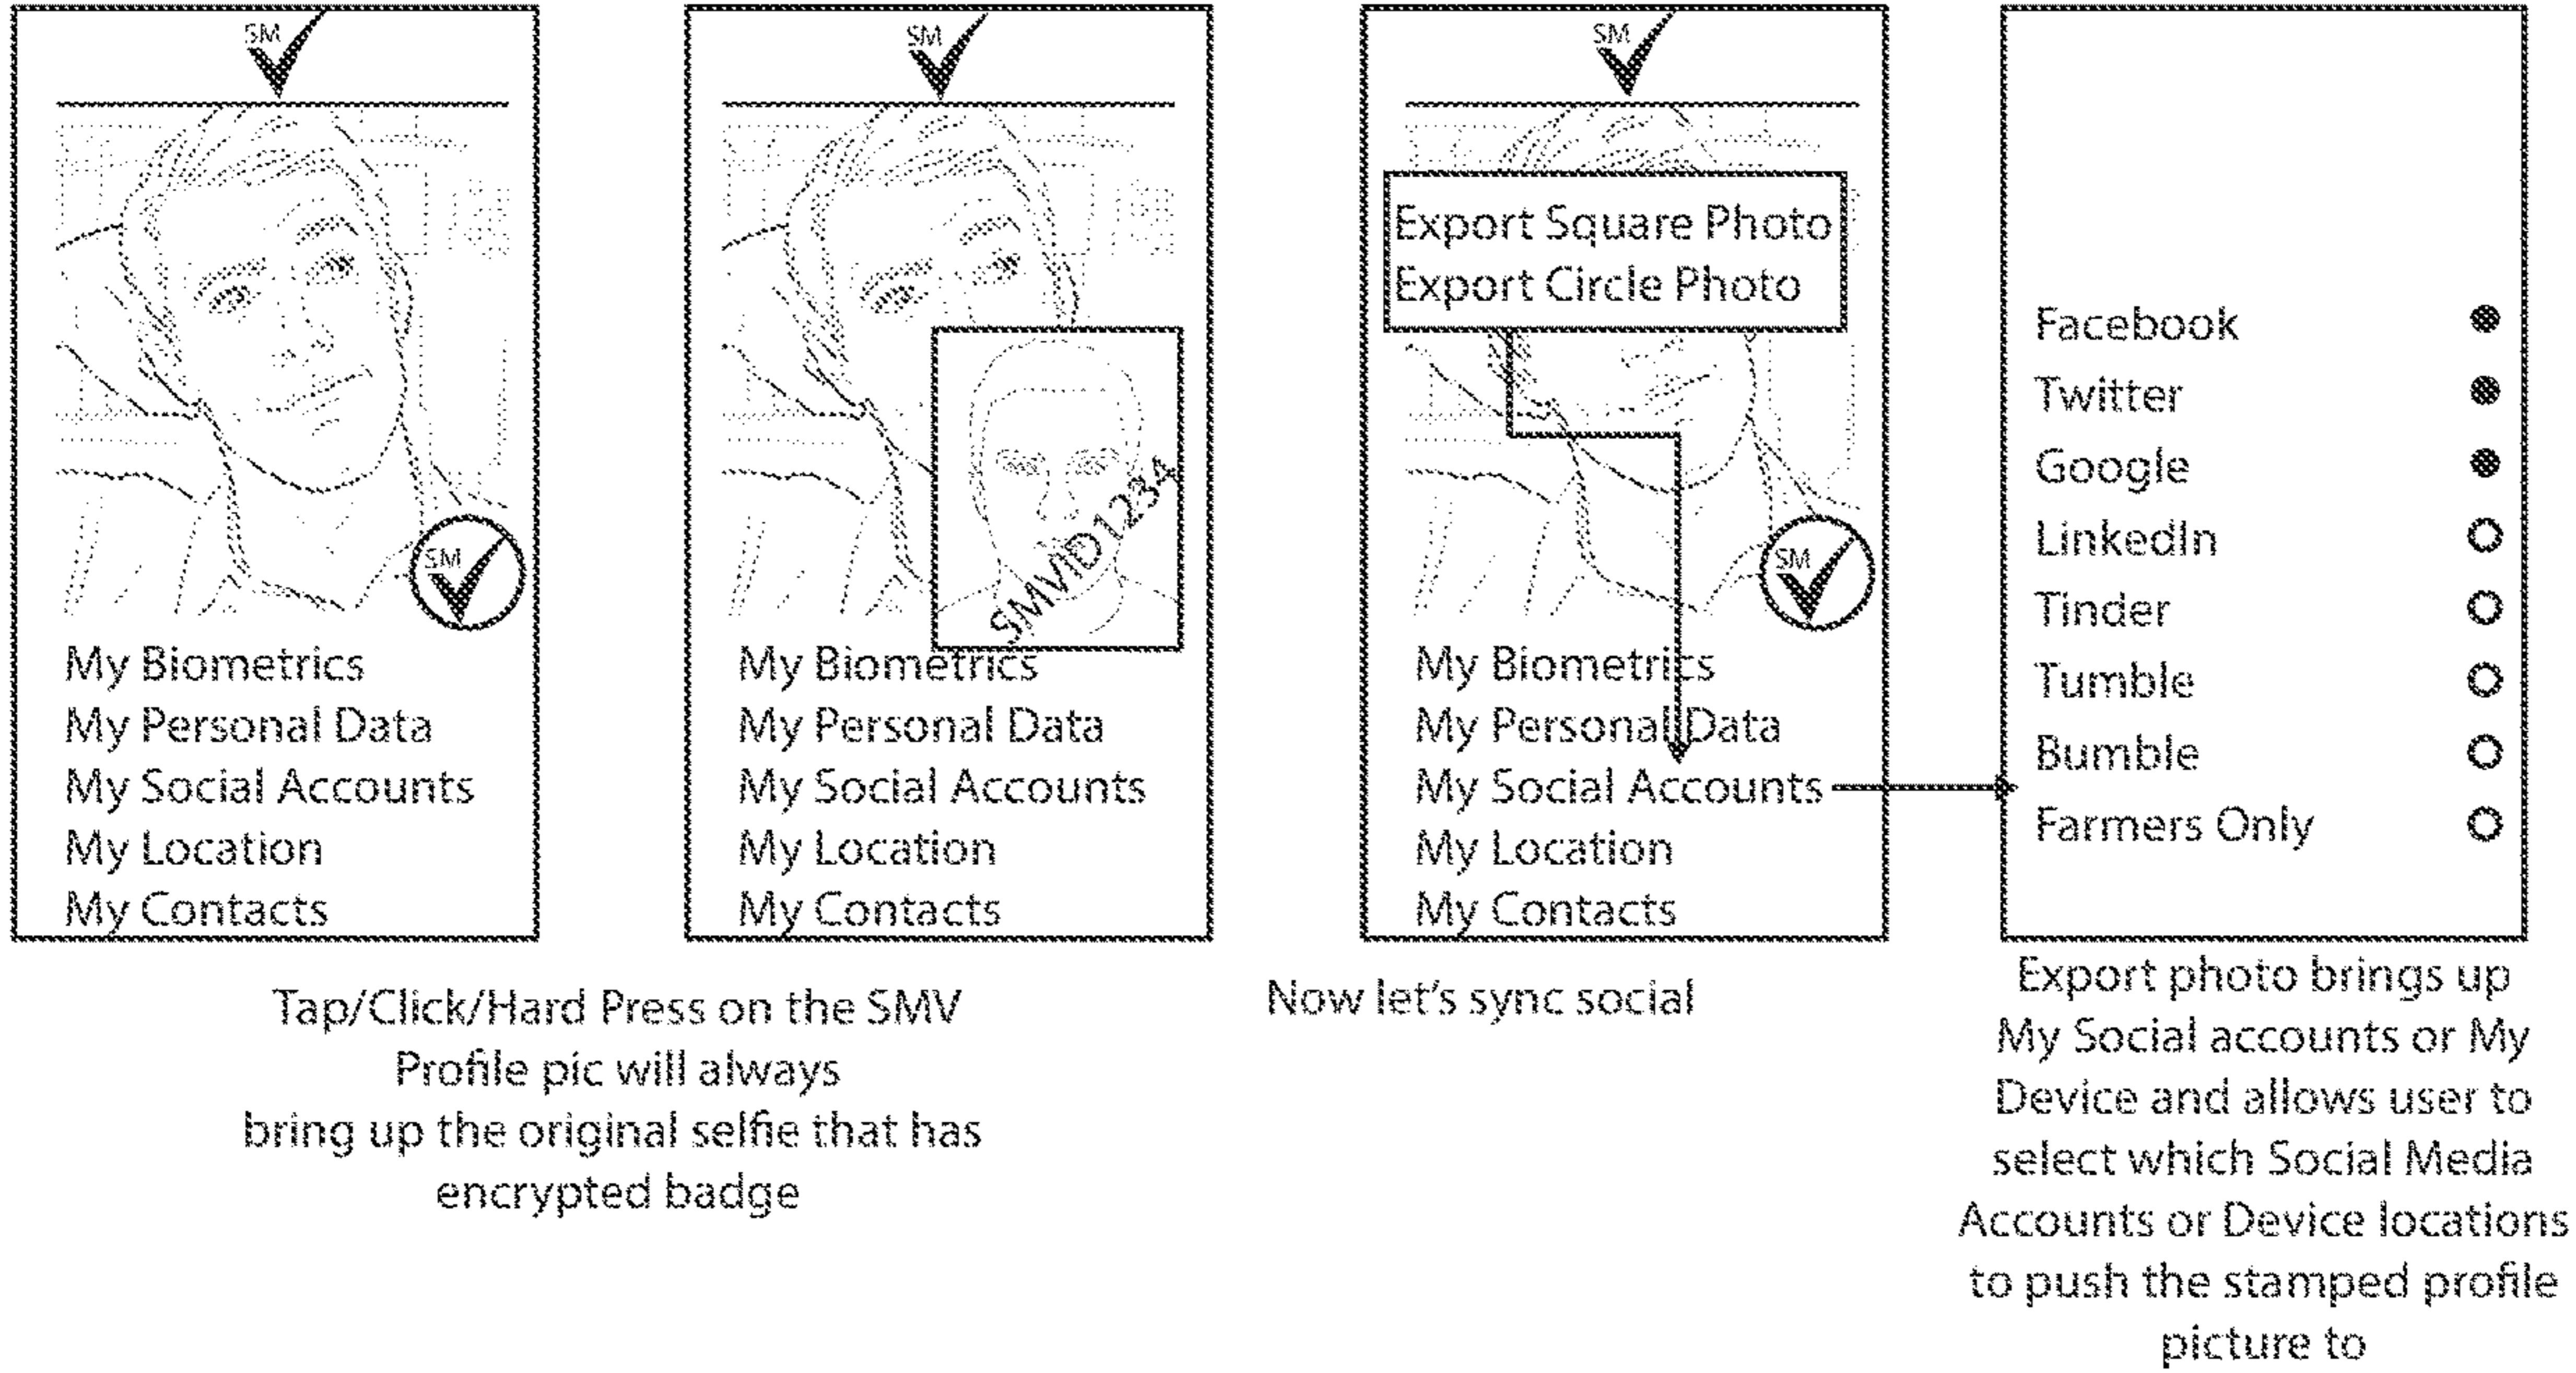 SM
SM
My Biometrics
My Personal Data
My Social Accounts
My Location
My Contacts
SM
SMVID1234
My Biometrics
My Personal Data
My Social Accounts
My Location
My Contacts
Tap/Click/Hard Press on the SMV
Profile pic will always
bring up the original selfie that has
encrypted badge
SM
Export Square Photo
Export Circle Photo
SM
My Biometrics
My Personal Data
My Social Accounts
My Location
My Contacts
Now let's sync social
Facebook
Twitter
Google
LinkedIn
Tinder
Tumble
Bumble
Farmers Only
Export photo brings up
My Social accounts or My
Device and allows user to
select which Social Media
Accounts or Device locations
to push the stamped profile
picture to